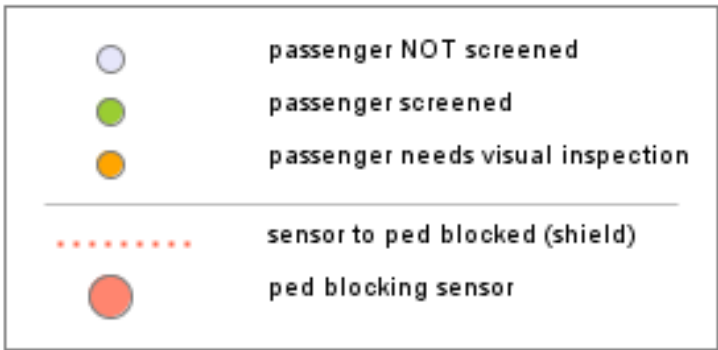 passenger NOT screened
passenger screened
passenger needs visual inspection
sensor to ped blocked (shield)
ped blocking sensor